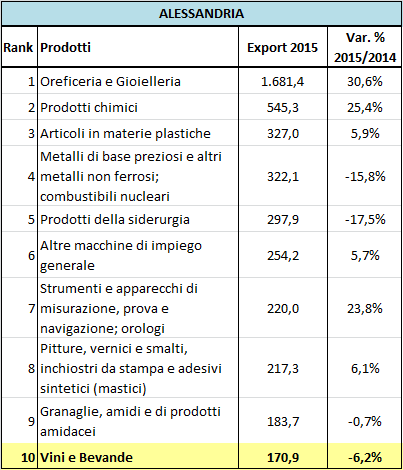 ALESSANDRIA
Rank Prodotti Export 2015 Var. % 2015/2014
1 Oreficeria e Gioielleria 1.681,4 30,6%
2 Prodotti chimici 545,3 25,4%
3 Articoli in materie plastiche 327,0 5,9%
4 Metalli di base preziosi e altri metalli non ferrosi; combustibili nucleari 322,1 -15,8%
5 Prodotti della siderurgia 297,9 -17,5%
6 Altre macchine di impiego generale 254,2 5,7%
7 Strumenti e apparecchi di misurazione, prova e navigazione; orologi 220,0 23,8%
8 Pitture, vernici e smalti, inchiostri da stampa e adesivi sintetici (mastici) 217,3 6,1%
9 Granaglie, amidi e di prodotti amidacei 183,7 -0,7%
10 Vini e Bevande 170,9 -6,2%